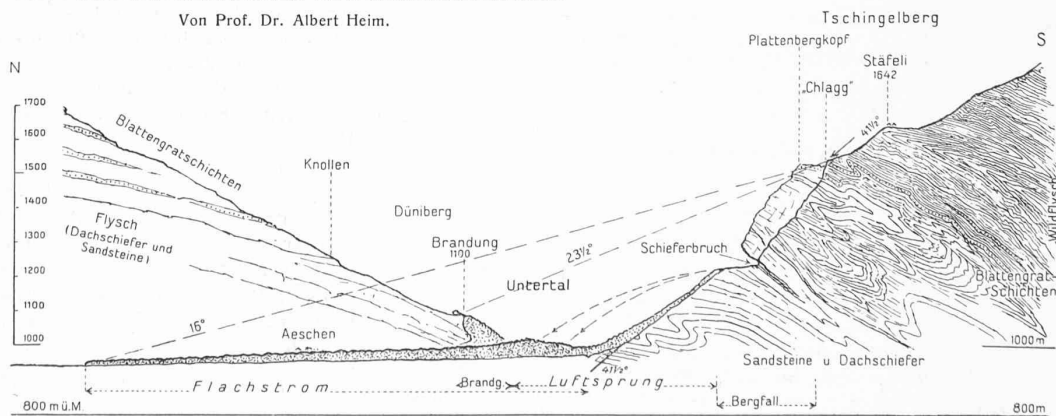 Von Prof. Dr. Albert Heim.
Tschingelberg
Plattenbergkopf
S
Stäfeli
1642
N
„Chlagg"
1700
1600
1500
1400
1300
1200
1100
1000
Blattengratschichten
Knollen
41½°
Flysch
(Dachschiefer und
Sandsteine)
Düniberg
Brandung
1100
23½°
Schieferbruch
Untertal
Wildflysch
Blattengrat-
Schichten
16°
Aeschen
1000m
Sandsteine u Dachschiefer
41½°
Flachstrom
Brandg.
Luftsprung
Bergfall
800 m ü.M
800m